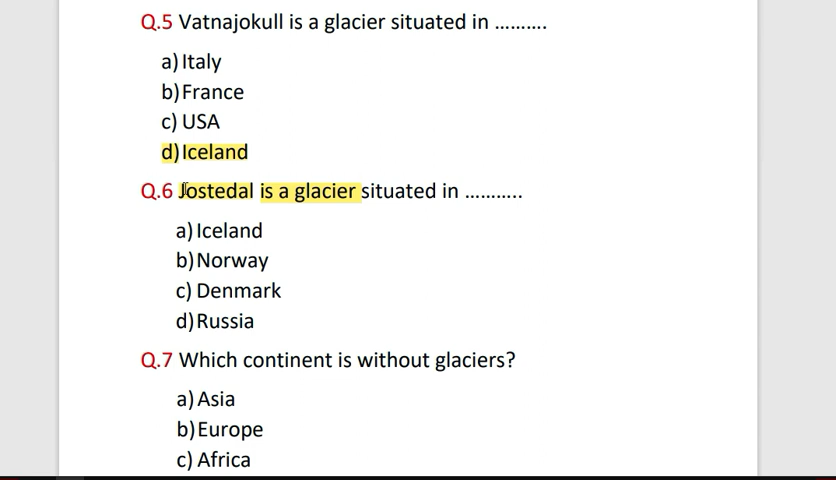 Q.5 Vatnajokull is a glacier situated in ..........
a) Italy
b) France
c) USA
d) Iceland
Q.6 Jostedal is a glacier situated in ...........
a) Iceland
b) Norway
c) Denmark
d) Russia
Q.7 Which continent is without glaciers?
a) Asia
b) Europe
c) Africa